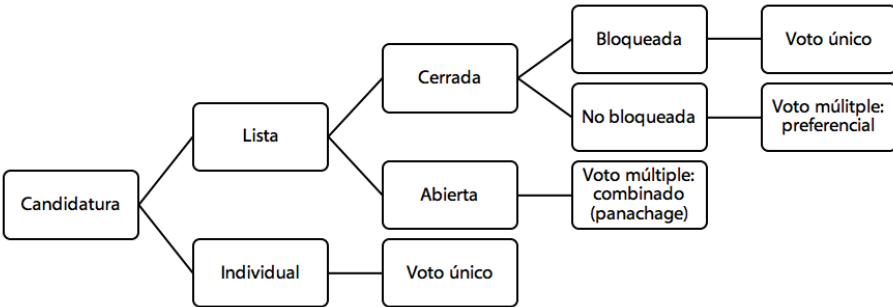 Candidatura
Lista
Individual
Cerrada
Abierta
Voto único
Bloqueada
No bloqueada
Voto múltiple:
combinado
(panachage)
Voto único
Voto múlitple:
preferencial